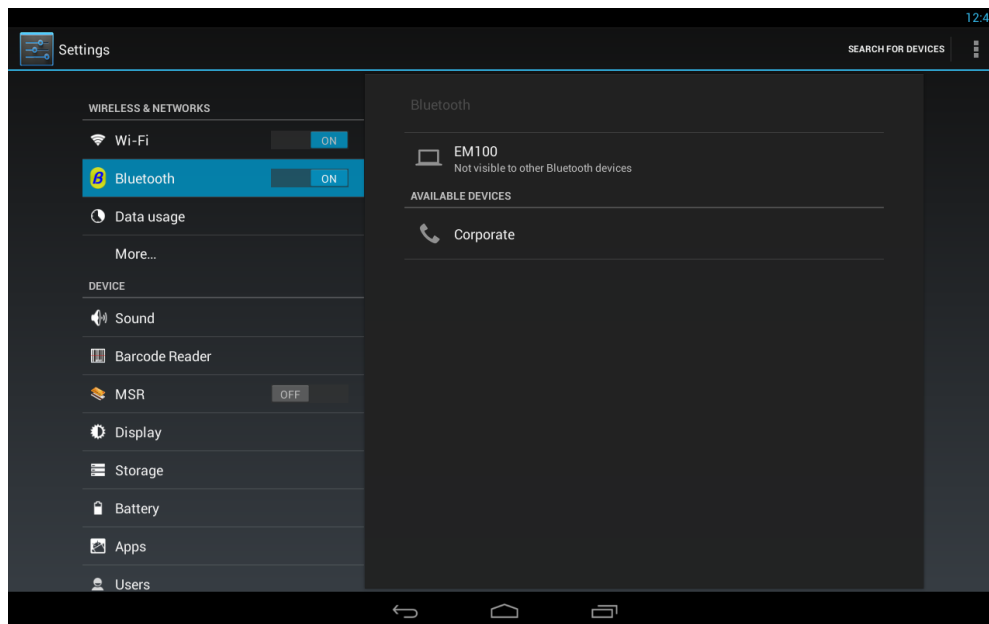 12:4
Settings
SEARCH FOR DEVICES
WIRELESS & NETWORKS
Wi-Fi
ON
Bluetooth
ON
Data usage
More...
DEVICE
Sound
Barcode Reader
MSR
OFF
Display
Storage
Battery
Apps
Users
Bluetooth
EM100
Not visible to other Bluetooth devices
AVAILABLE DEVICES
Corporate